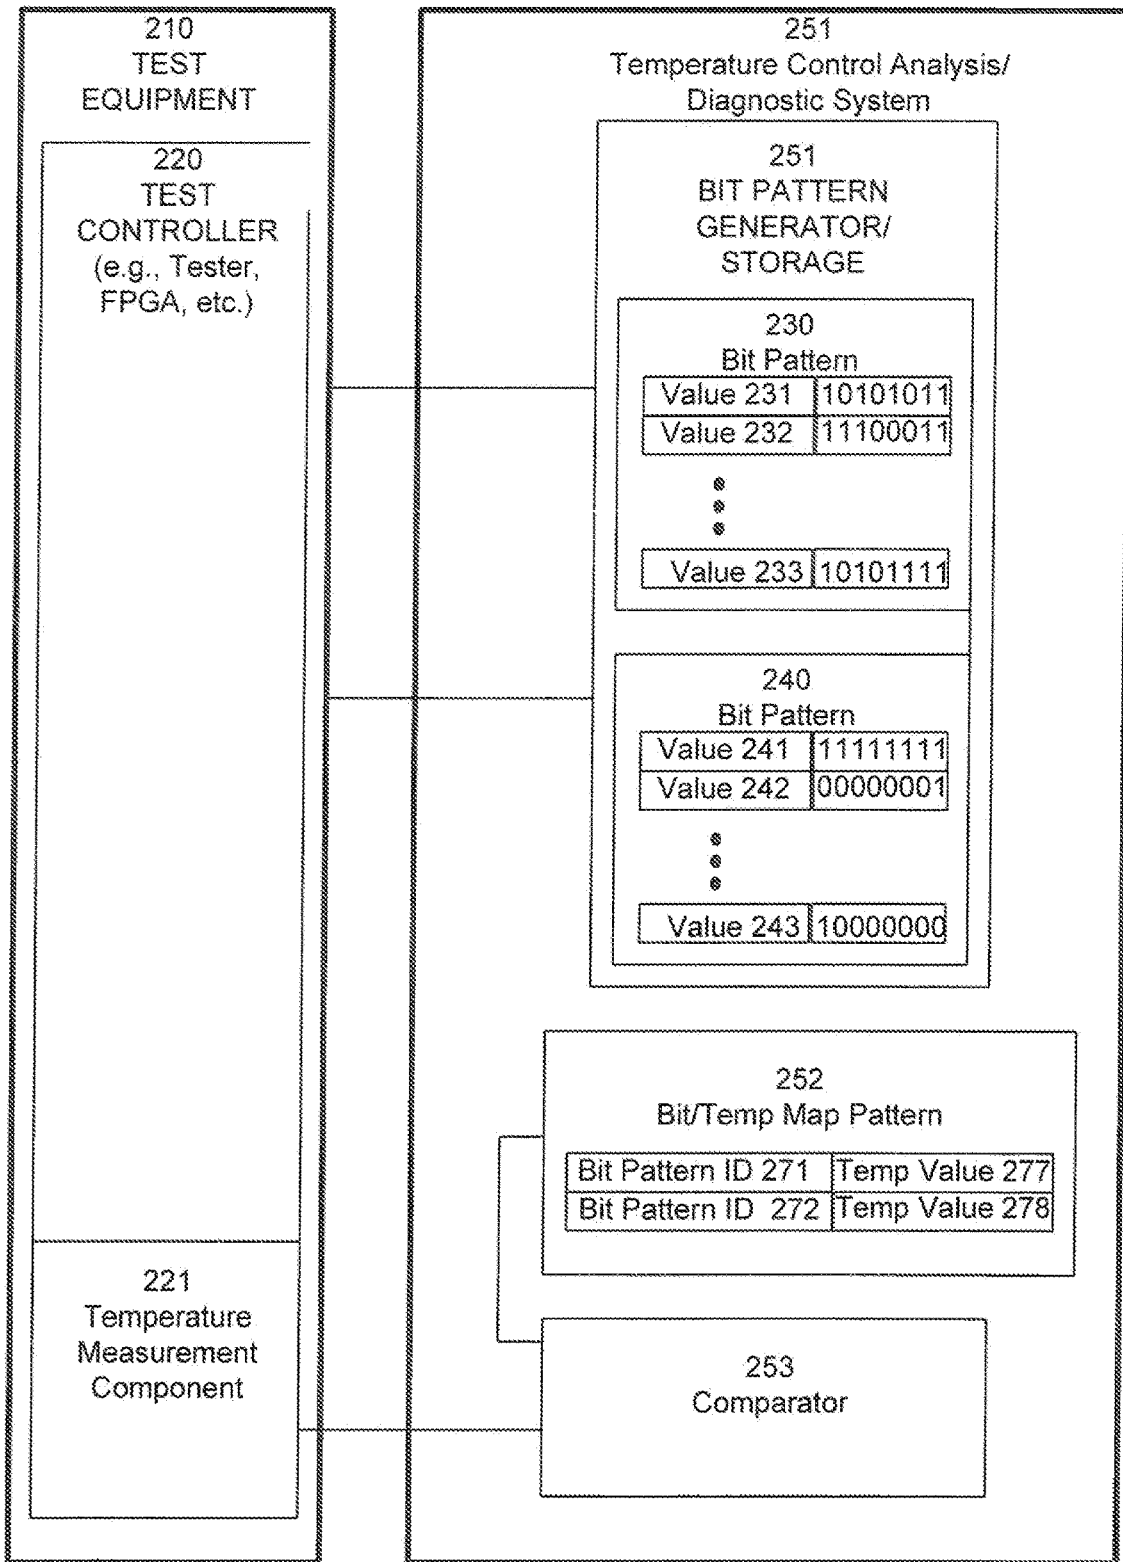 210
TEST
EQUIPMENT
220
TEST
CONTROLLER
(e.g., Tester,
FPGA, etc.)
221
Temperature
Measurement
Component
251
Temperature Control Analysis/
Diagnostic System
251
BIT PATTERN
GENERATOR/
STORAGE
230
Bit Pattern
Value 231 10101011
Value 232 11100011
Value 233 10101111
240
Bit Pattern
Value 241 11111111
Value 242 00000001
Value 243 10000000
252
Bit/Temp Map Pattern
Bit Pattern ID 271 Temp Value 277
Bit Pattern ID 272 Temp Value 278
253
Comparator